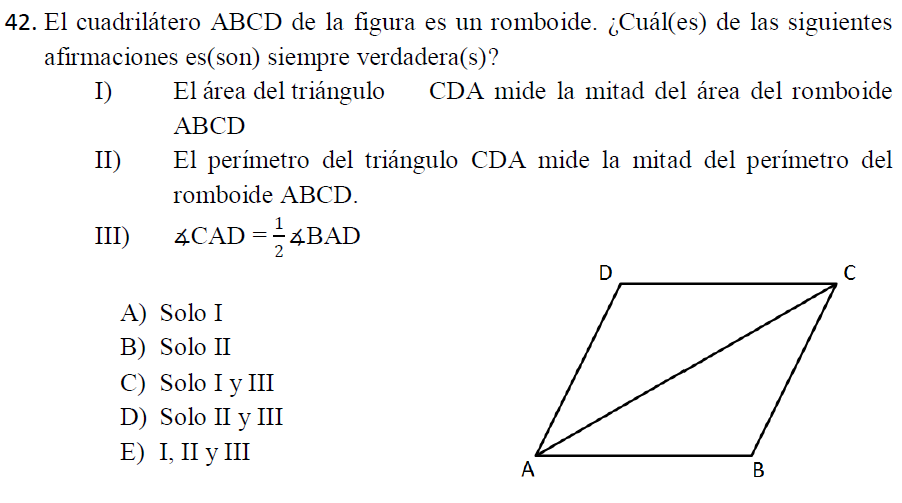 42. El cuadrilátero ABCD de la figura es un romboide. ¿Cuál(es) de las siguientes
afirmaciones es(son) siempre verdadera(s)?
I) El área del triángulo CDA mide la mitad del área del romboide
ABCD
II) El perímetro del triángulo CDA mide la mitad del perímetro del
romboide ABCD.
III) ∡CAD = 1/2 ∡BAD
A) Solo I
B) Solo II
C) Solo I y III
D) Solo II y III
E) I, II y III
D C
A B